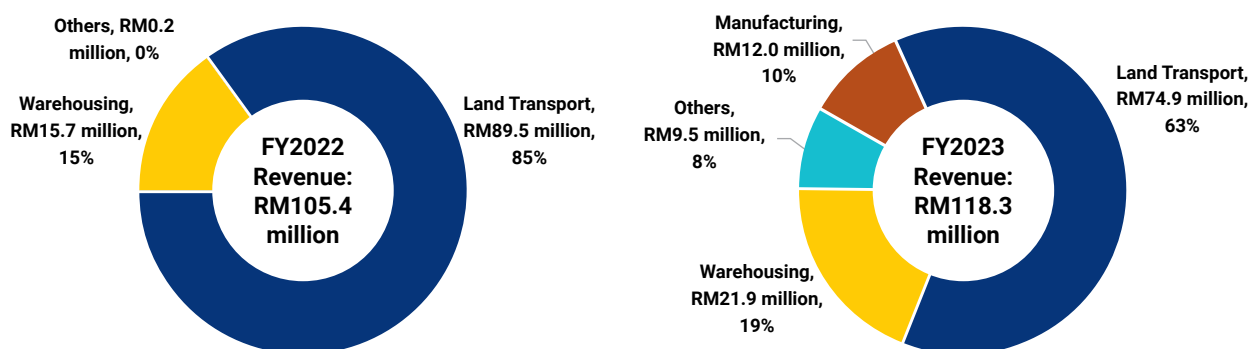 Others, RM0.2
million, 0%
Warehousing,
RM15.7 million,
15%
Land Transport,
RM89.5 million,
85%
FY2022
Revenue:
RM105.4
million
Manufacturing,
RM12.0 million,
10%
Others,
RM9.5 million,
8%
Land Transport,
RM74.9 million,
63%
FY2023
Revenue:
RM118.3
million
Warehousing,
RM21.9 million,
19%